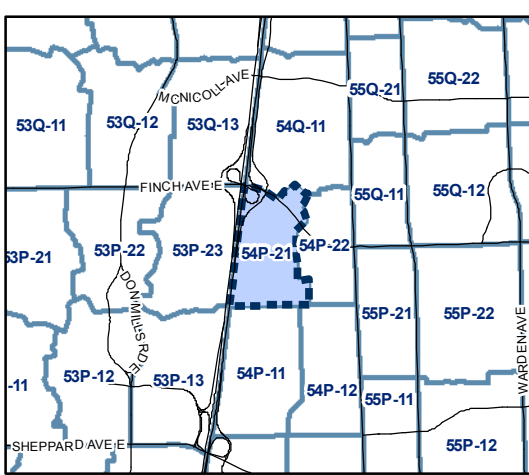 55Q-21
55Q-22
MCNICOLL AVE
53Q-11
53Q-12
53Q-13
54Q-11
FINCH AVE E
55Q-11
55Q-12
53P-21
53P-22
53P-23
54P-21
54P-22
DON MILLS RD E
55P-21
55P-22
WARDEN AVE
-11
53P-12
53P-13
54P-11
54P-12
55P-11
SHEPPARD AVE E
55P-12